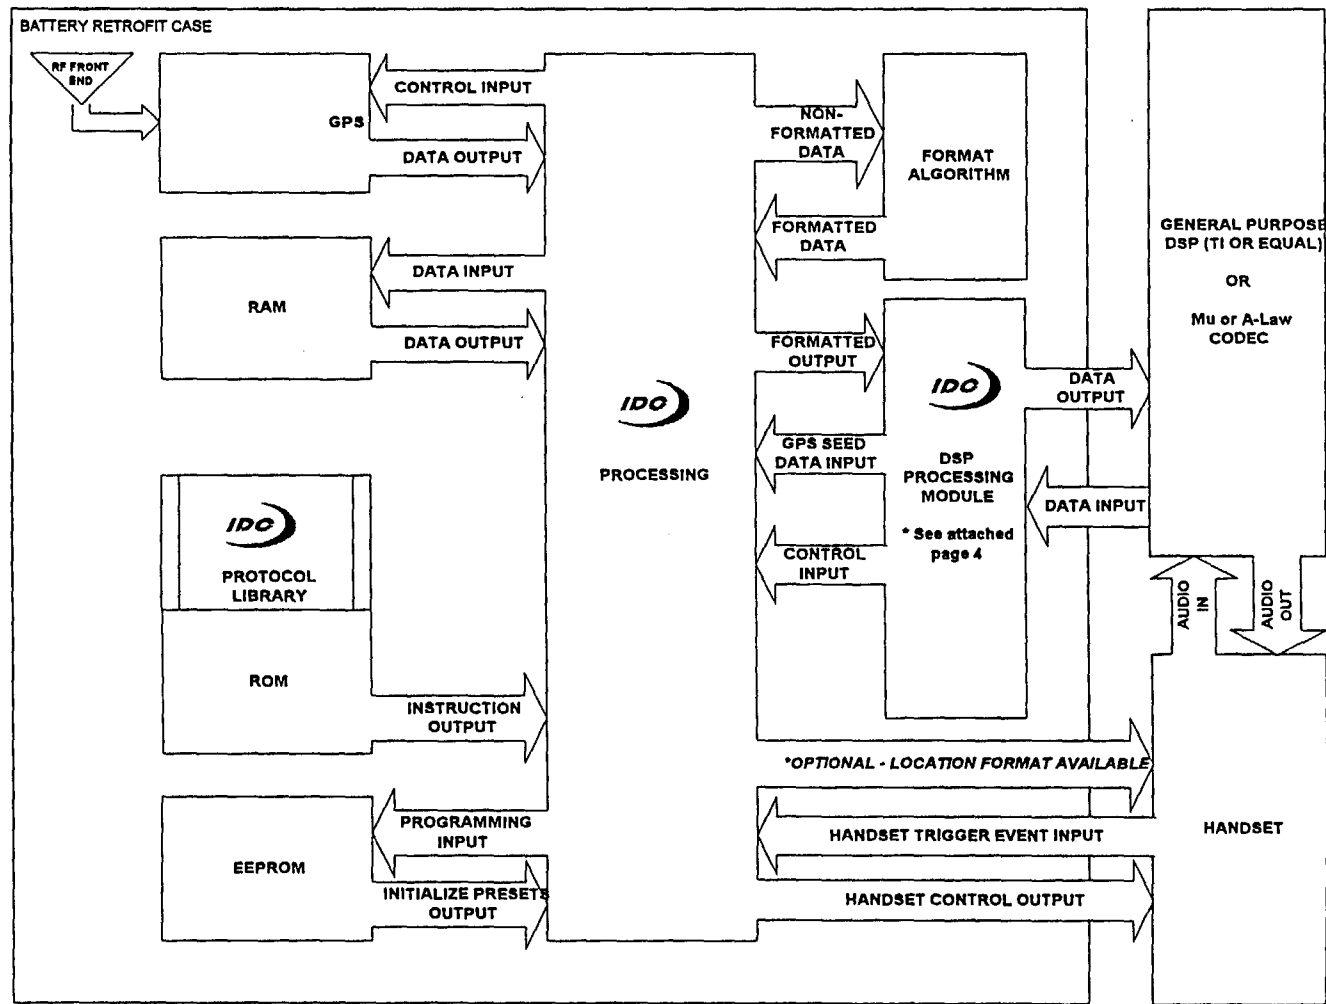 BATTERY RETROFIT CASE
RF FRONT
END
GPS
CONTROL INPUT
DATA OUTPUT
RAM
DATA INPUT
DATA OUTPUT
IDC
PROTOCOL
LIBRARY
ROM
INSTRUCTION
OUTPUT
EEPROM
PROGRAMMING
INPUT
INITIALIZE PRESETS
OUTPUT
IDC
PROCESSING
NON-
FORMATTED
DATA
FORMATTED
DATA
FORMAT
ALGORITHM
FORMATTED
OUTPUT
GPS SEED
DATA INPUT
CONTROL
INPUT
IDC
DSP
PROCESSING
MODULE
* See attached
page 4
DATA
OUTPUT
DATA INPUT
GENERAL PURPOSE
DSP (TI OR EQUAL)
OR
Mu or A-Law
CODEC
AUDIO
IN
AUDIO
OUT
*OPTIONAL - LOCATION FORMAT AVAILABLE
HANDSET TRIGGER EVENT INPUT
HANDSET CONTROL OUTPUT
HANDSET